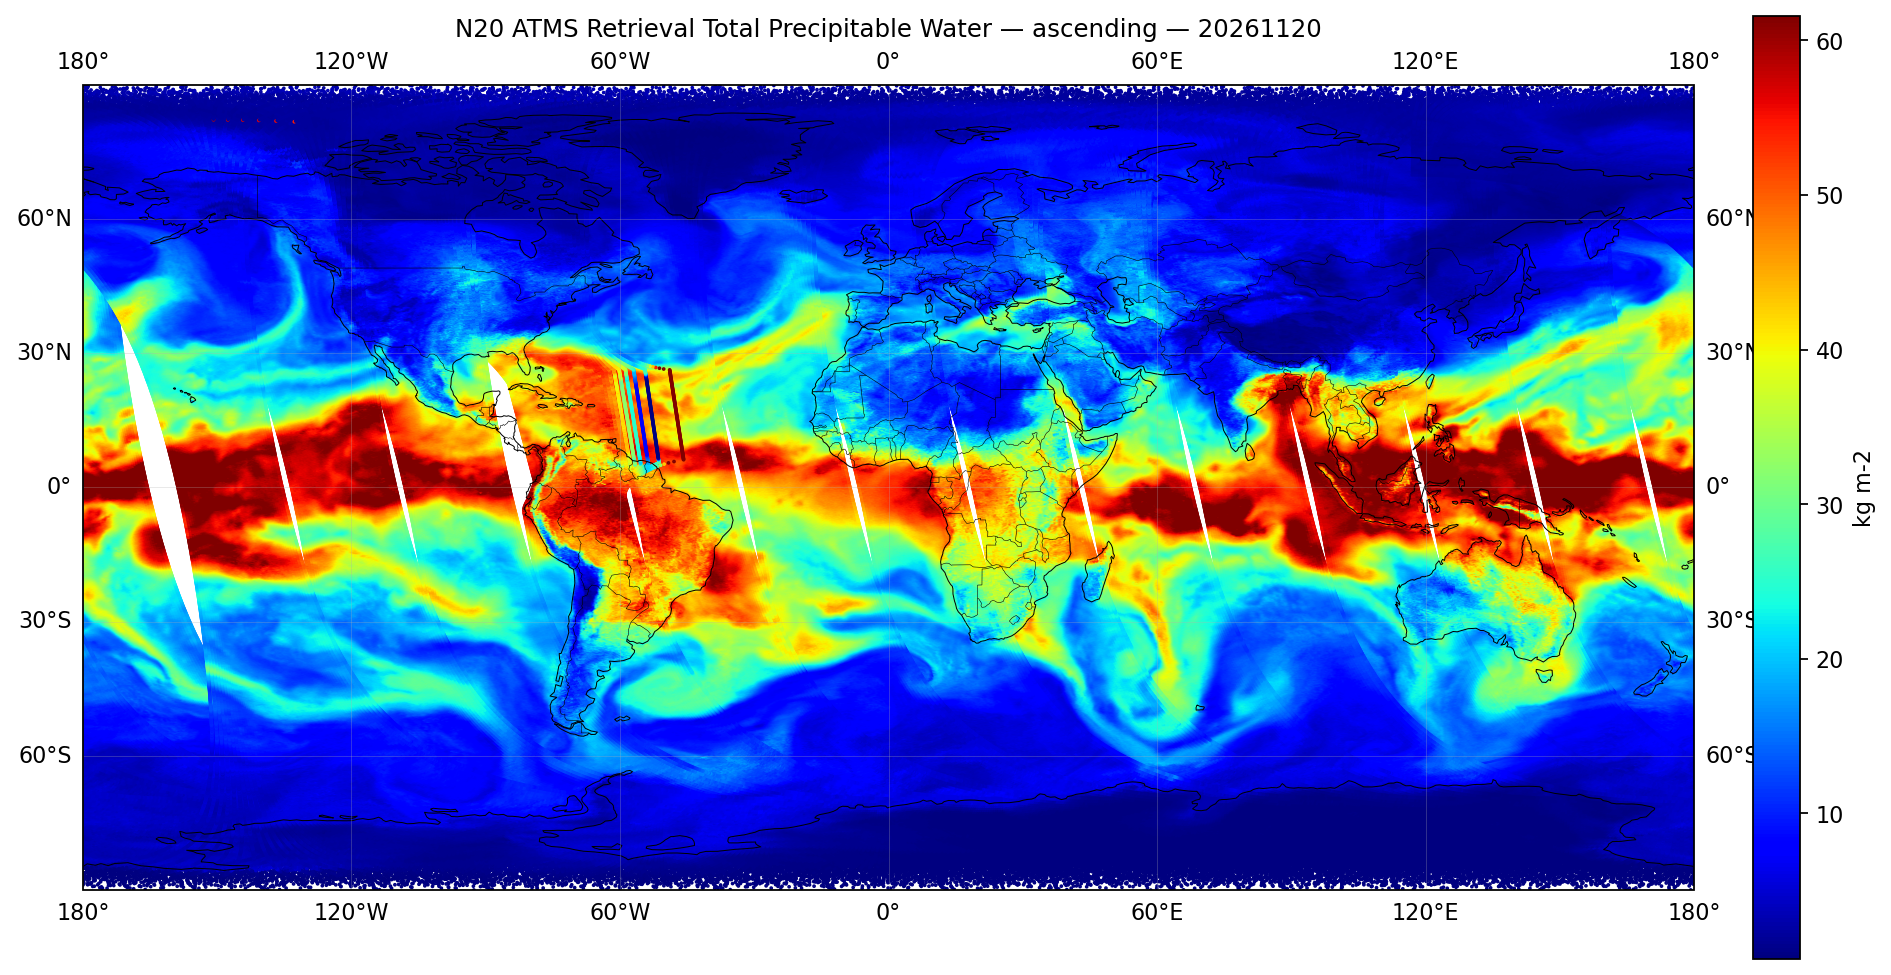 N20 ATMS Retrieval Total Precipitable Water — ascending — 20261120
180° 120°W 60°W 0° 60°E 120°E 180°
60°N 60°N
30°N 30°N
0° 0°
30°S 30°S
60°S 60°S
180° 120°W 60°W 0° 60°E 120°E 180°
60
50
40
30
20
10
kg m-2